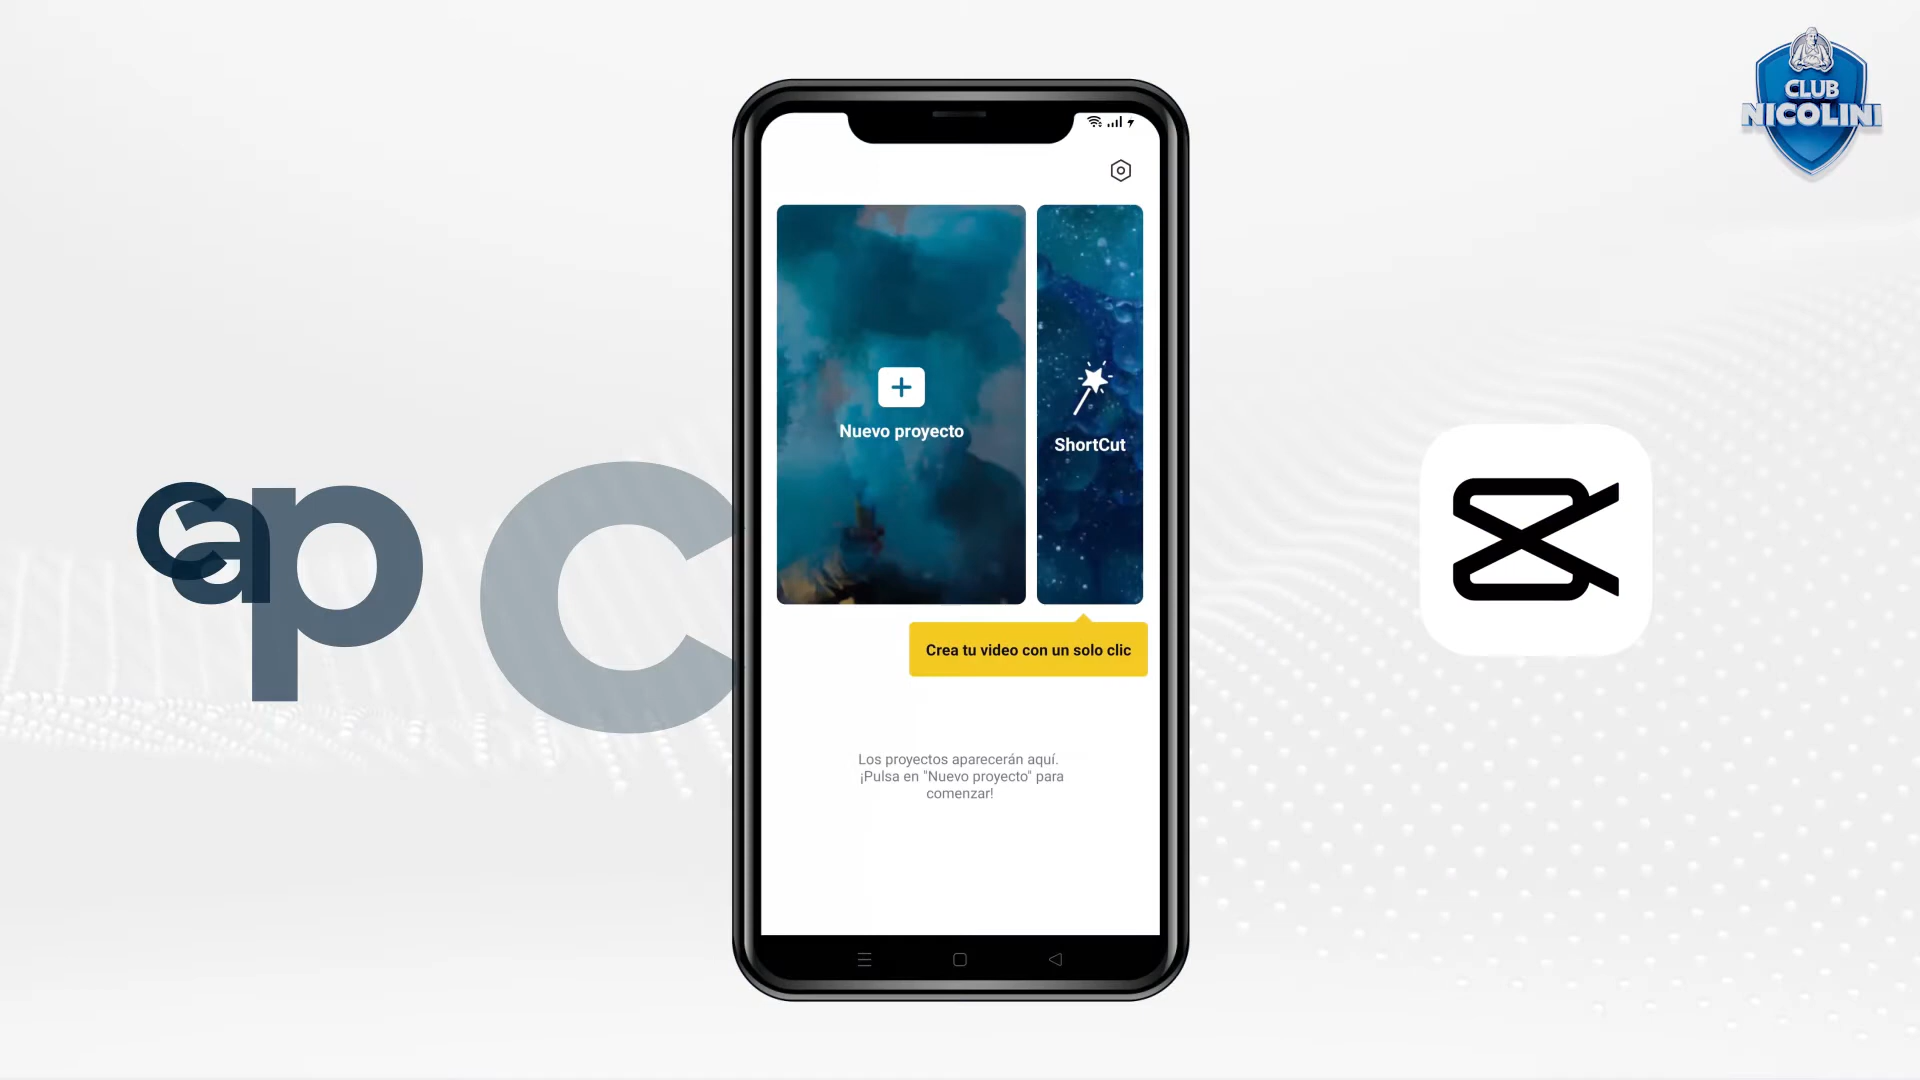 CLUB
NICOLINI
Nuevo proyecto
ShortCut
cap c
Crea tu video con un solo clic
Los proyectos aparecerán aquí.
¡Pulsa en "Nuevo proyecto" para
comenzar!